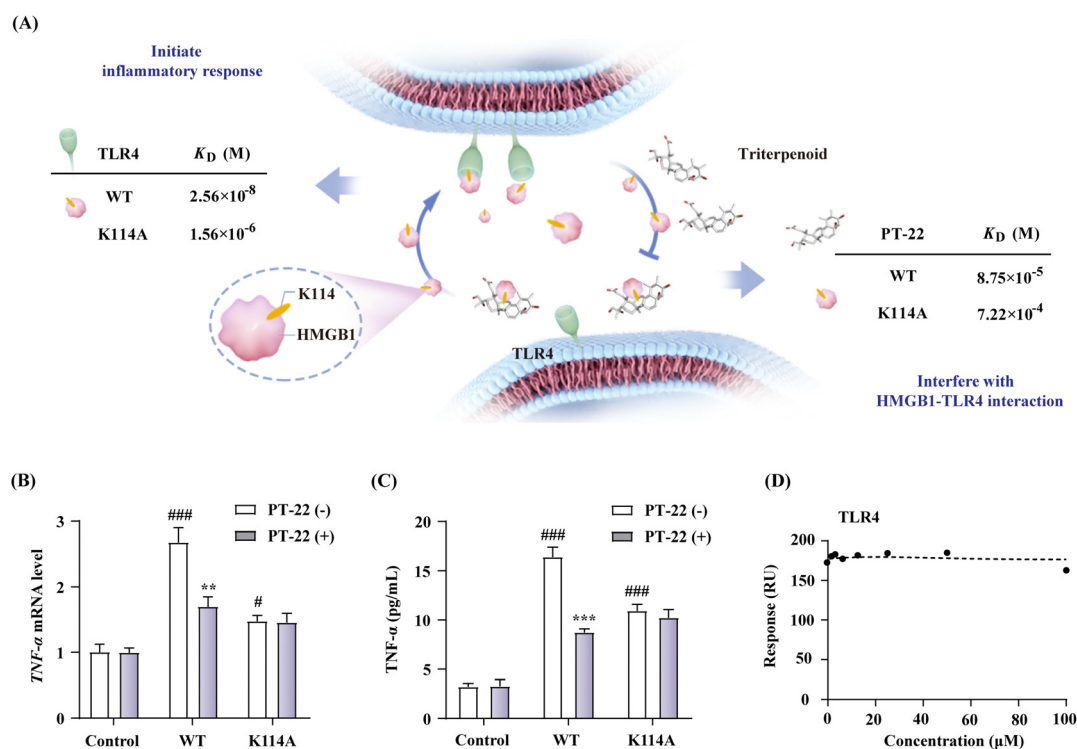 (A)
Initiate
inflammatory response
TLR4 K_D (M)
WT 2.56×10⁻⁸
K114A 1.56×10⁻⁶
K114
HMGB1
TLR4
Triterpenoid
PT-22 K_D (M)
WT 8.75×10⁻⁵
K114A 7.22×10⁻⁴
Interfere with
HMGB1-TLR4 interaction
(B)
PT-22 (-)
PT-22 (+)
TNF-α mRNA level
3
2
1
0
###
**
#
Control WT K114A
(C)
PT-22 (-)
PT-22 (+)
TNF-α (pg/mL)
20
15
10
5
0
###
***
###
Control WT K114A
(D)
TLR4
Response (RU)
200
150
100
50
0
0 20 40 60 80 100
Concentration (μM)